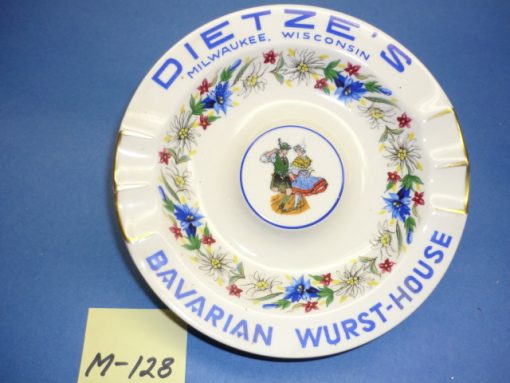 DIETZE'S
MILWAUKEE, WISCONSIN
BAVARIAN WURST-HOUSE
M-128